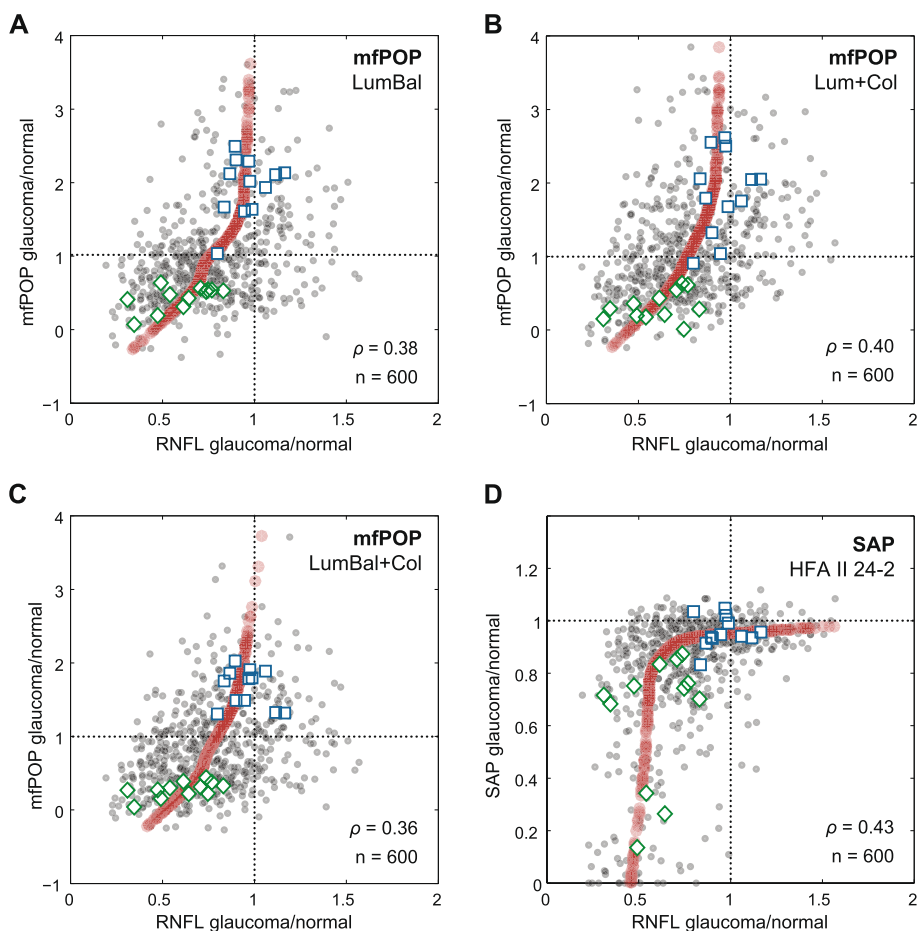 A
mfPOP
LumBal
4
3
2
1
0
−1
mfPOP glaucoma/normal
ρ = 0.38
n = 600
0
0.5
1
1.5
2
RNFL glaucoma/normal
B
mfPOP
Lum+Col
4
3
2
1
0
−1
mfPOP glaucoma/normal
ρ = 0.40
n = 600
0
0.5
1
1.5
2
RNFL glaucoma/normal
C
mfPOP
LumBal+Col
4
3
2
1
0
−1
mfPOP glaucoma/normal
ρ = 0.36
n = 600
0
0.5
1
1.5
2
RNFL glaucoma/normal
D
SAP
HFA II 24-2
1.2
1
0.8
0.6
0.4
0.2
0
SAP glaucoma/normal
ρ = 0.43
n = 600
0
0.5
1
1.5
2
RNFL glaucoma/normal